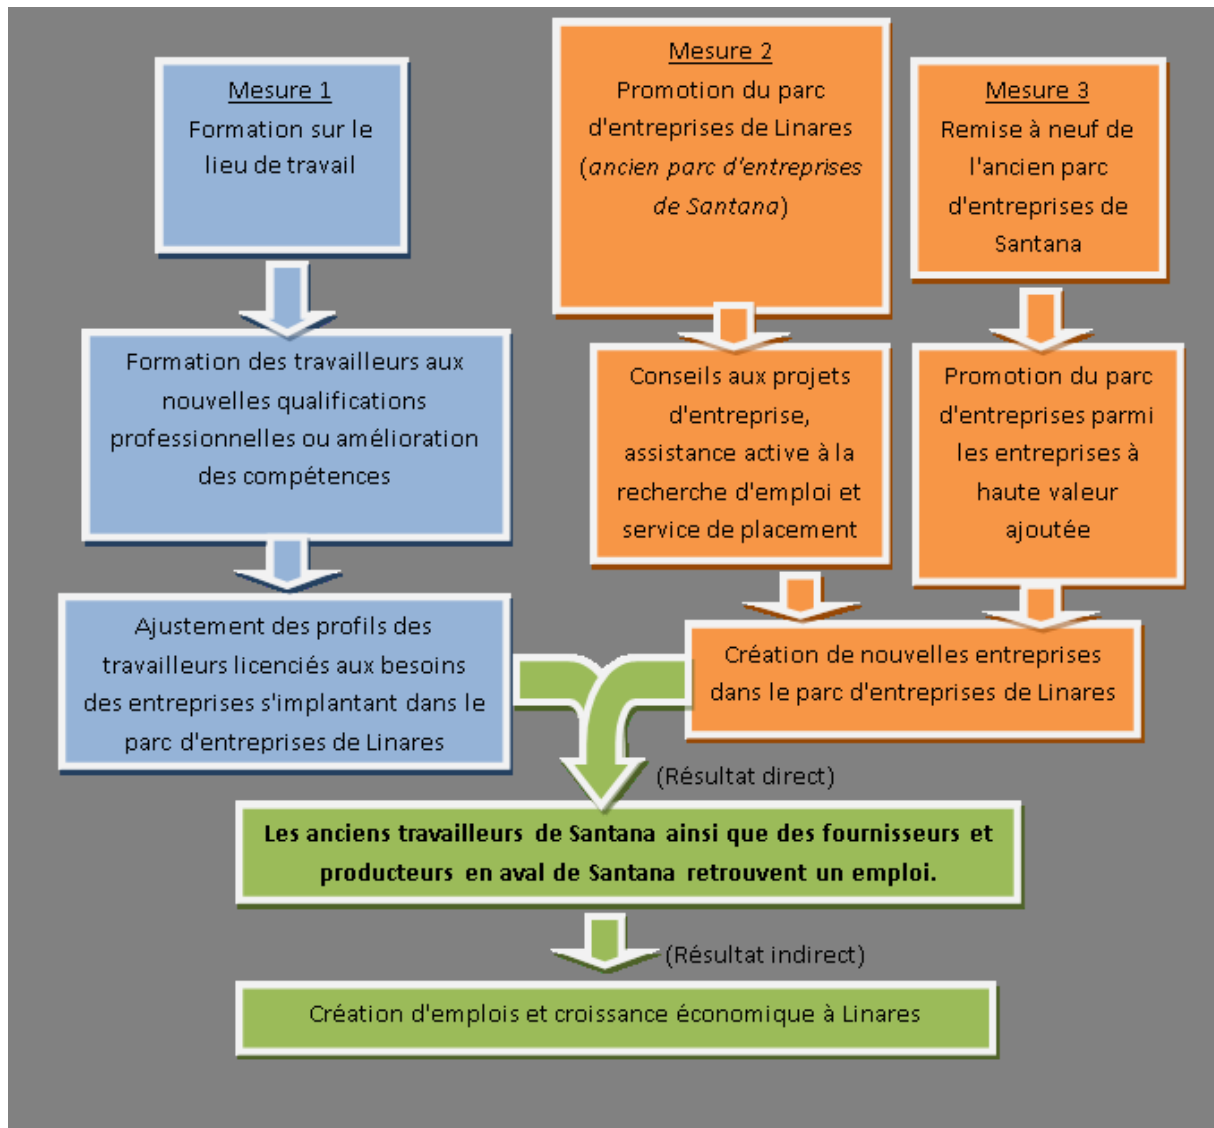 Mesure 1
Formation sur le
lieu de travail
Mesure 2
Promotion du parc
d'entreprises de Linares
(ancien parc d'entreprises
de Santana)
Mesure 3
Remise à neuf de
l'ancien parc
d'entreprises de
Santana
Formation des travailleurs aux
nouvelles qualifications
professionnelles ou amélioration
des compétences
Conseils aux projets
d'entreprise,
assistance active à la
recherche d'emploi et
service de placement
Promotion du parc
d'entreprises parmi
les entreprises à
haute valeur
ajoutée
Ajustement des profils des
travailleurs licenciés aux besoins
des entreprises s'implantant dans le
parc d'entreprises de Linares
Création de nouvelles entreprises
dans le parc d'entreprises de Linares
(Résultat direct)
Les anciens travailleurs de Santana ainsi que des fournisseurs et
producteurs en aval de Santana retrouvent un emploi.
(Résultat indirect)
Création d'emplois et croissance économique à Linares